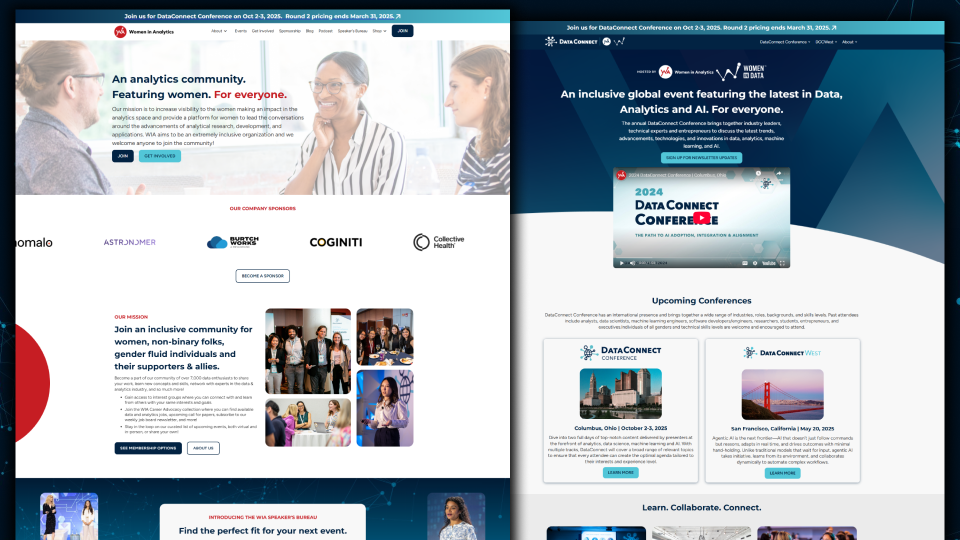 Join us for DataConnect Conference on Oct 2-3, 2025. Round 2 pricing ends March 31, 2025.
WIA Women in Analytics
About
Events
Get Involved
Sponsorship
Blog
Podcast
Speaker's Bureau
Shop
JOIN
An analytics community.
Featuring women. For everyone.
Our mission is to increase visibility to the women making an impact in the
analytics space and provide a platform for women to lead the conversations
around the advancements of analytical research, development, and
applications. WIA aims to be an extremely inclusive organization and we
welcome anyone to join the community!
JOIN
GET INVOLVED
OUR COMPANY SPONSORS
nomalo
ASTRONOMER
BURTCH
WORKS
COGINITI
Collective
Health
BECOME A SPONSOR
OUR MISSION
Join an inclusive community for
women, non-binary folks,
gender fluid individuals and
their supporters & allies.
Become a part of our community of over 7,000 data enthusiasts to share
your work, learn new concepts and skills, network with experts in the data &
analytics industry, and so much more!
Gain access to interest groups where you can connect with and learn
from others with your same interests and goals.
Join the WIA Career Advocacy collection where you can find available
data and analytics jobs, upcoming call for papers, subscribe to our
weekly job board newsletter, and more!
Stay in the loop on our curated list of upcoming events, both virtual and
in person, or share your own!
SEE MEMBERSHIP OPTIONS
ABOUT US
INTRODUCING THE WIA SPEAKER'S BUREAU
Find the perfect fit for your next event.
Join us for DataConnect Conference on Oct 2-3, 2025. Round 2 pricing ends March 31, 2025.
DATA CONNECT
DataConnect Conference
DCCWest
About
HOSTED BY
WIA Women in Analytics
WOMEN
IN DATA
An inclusive global event featuring the latest in Data,
Analytics and AI. For everyone.
The annual DataConnect Conference brings together industry leaders,
technical experts and entrepreneurs to discuss the latest trends,
advancements, technologies, and innovations in data, analytics, machine
learning, and AI.
SIGN UP FOR NEWSLETTER UPDATES
2024 DataConnect Conference | Columbus, Ohio
2024
DATA CONNECT
CONFERENCE
THE PATH TO AI ADOPTION, INTEGRATION & ALIGNMENT
YouTube
Upcoming Conferences
DataConnect Conference has an international presence and brings together a wide range of industries, roles, backgrounds, and skills levels. Past attendees
include analysts, data scientists, machine learning engineers, software developers/engineers, researchers, students, entrepreneurs, and
executives. Individuals of all genders and technical skills levels are welcome and encouraged to attend.
DATA CONNECT
CONFERENCE
Columbus, Ohio | October 2-3, 2025
Dive into two full days of top-notch content delivered by presenters at
the forefront of analytics, data science, machine learning and AI. With
multiple tracks, DataConnect will cover a broad range of relevant topics
to ensure that every attendee can create the optimal agenda tailored to
their interests and experience level.
LEARN MORE
DATA CONNECT WEST
San Francisco, California | May 20, 2025
Agentic AI is the next frontier—AI that doesn't just follow commands
but reasons, adapts in real time, and drives outcomes with minimal
hand-holding. Unlike traditional models that wait for input, agentic AI
takes initiative, learns from its environment, and collaborates
dynamically to automate complex workflows.
LEARN MORE
Learn. Collaborate. Connect.